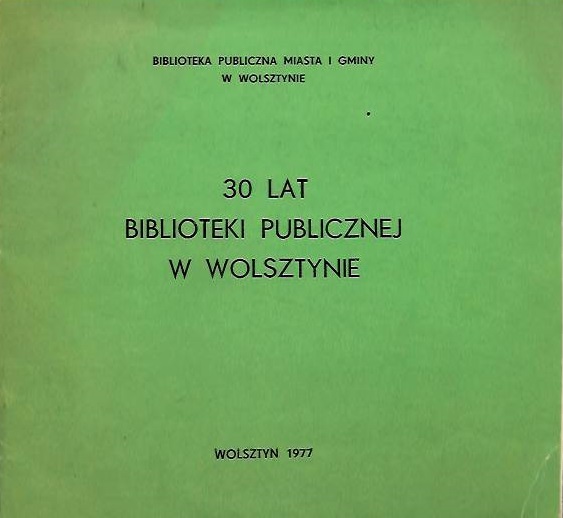 BIBLIOTEKA PUBLICZNA MIASTA I GMINY
W WOLSZTYNIE
30 LAT
BIBLIOTEKI PUBLICZNEJ
W WOLSZTYNIE
WOLSZTYN 1977